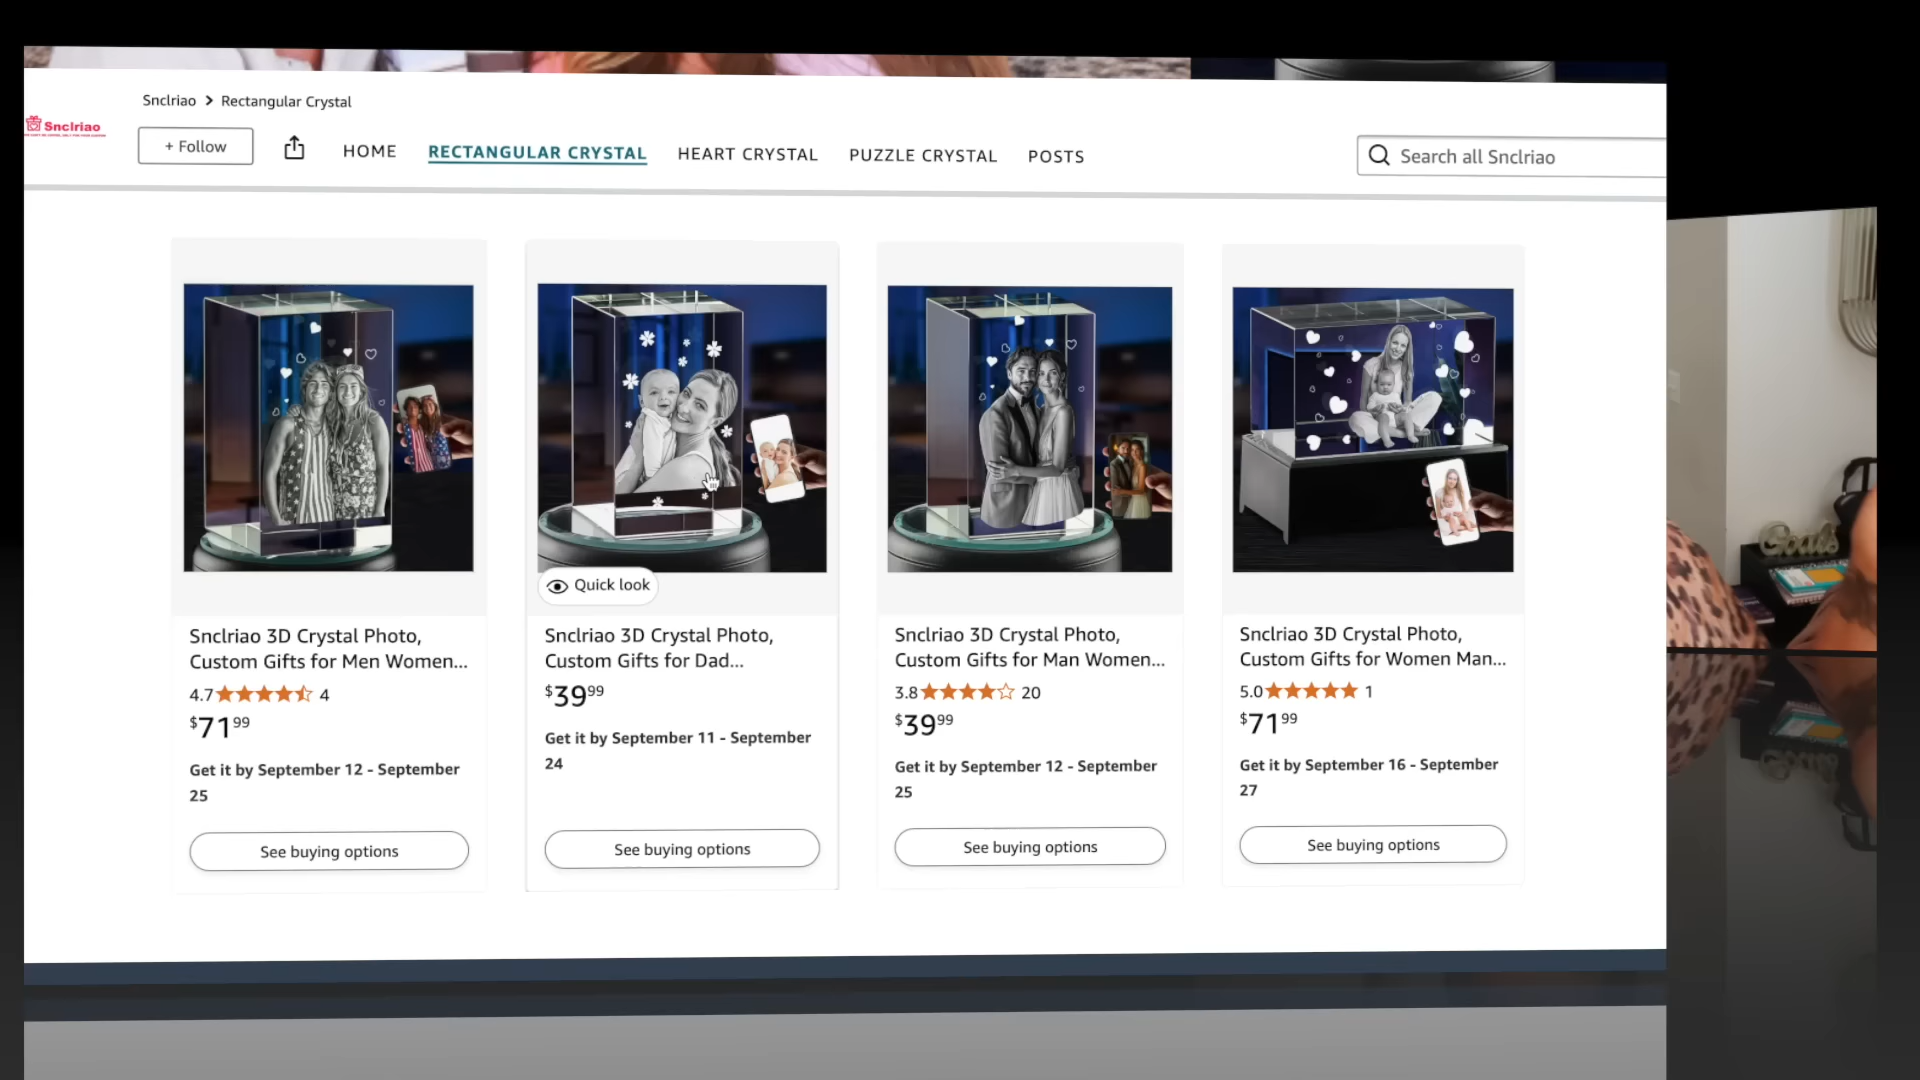 Snclriao > Rectangular Crystal
Snclriao
+ Follow
HOME
RECTANGULAR CRYSTAL
HEART CRYSTAL
PUZZLE CRYSTAL
POSTS
Search all Snclriao
Quick look
Snclriao 3D Crystal Photo,
Custom Gifts for Men Women...
4.7 4
$71 99
Get it by September 12 - September
25
See buying options
Snclriao 3D Crystal Photo,
Custom Gifts for Dad...
$39 99
Get it by September 11 - September
24
See buying options
Snclriao 3D Crystal Photo,
Custom Gifts for Man Women...
3.8 20
$39 99
Get it by September 12 - September
25
See buying options
Snclriao 3D Crystal Photo,
Custom Gifts for Women Man...
5.0 1
$71 99
Get it by September 16 - September
27
See buying options
Goals